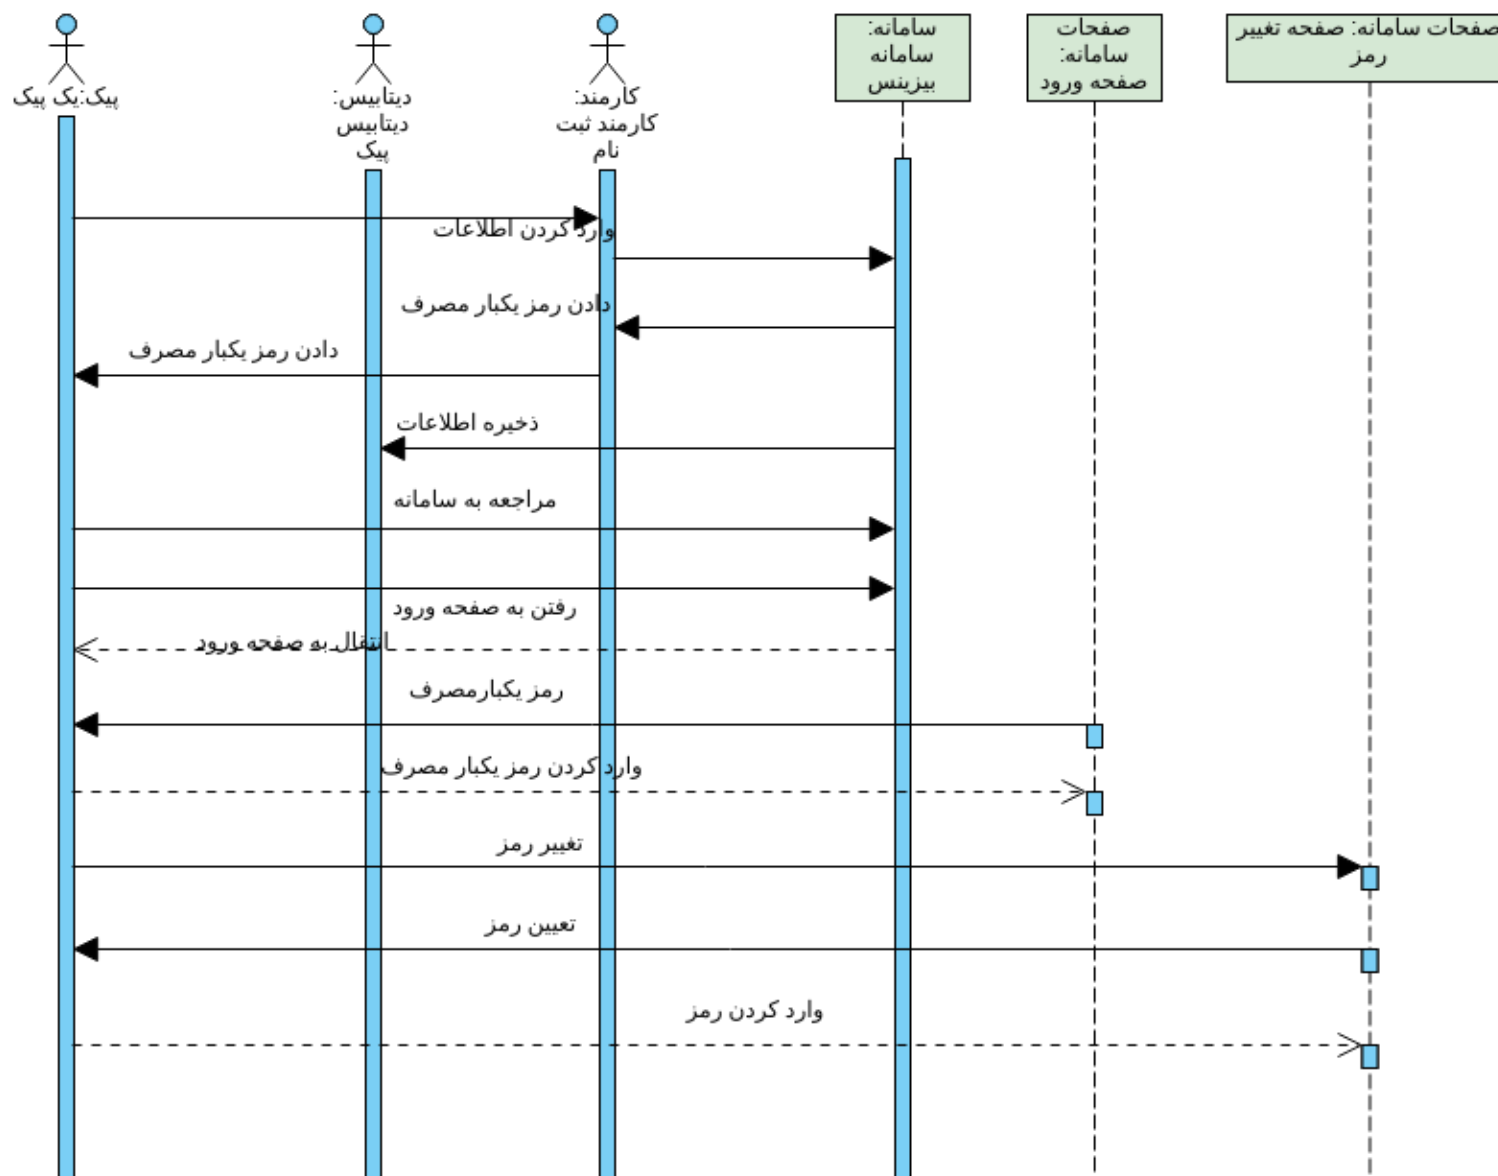 پیک:یک پیک
دیتابیس:
دیتابیس
پیک
کارمند:
کارمند ثبت
نام
سامانه:
سامانه
بیزینس
صفحات
سامانه:
صفحه ورود
صفحات سامانه: صفحه تغییر
رمز
وارد کردن اطلاعات
دادن رمز یکبار مصرف
دادن رمز یکبار مصرف
ذخیره اطلاعات
مراجعه به سامانه
رفتن به صفحه ورود
انتقال به صفحه ورود
رمز یکبارمصرف
وارد کردن رمز یکبار مصرف
تغییر رمز
تعیین رمز
وارد کردن رمز